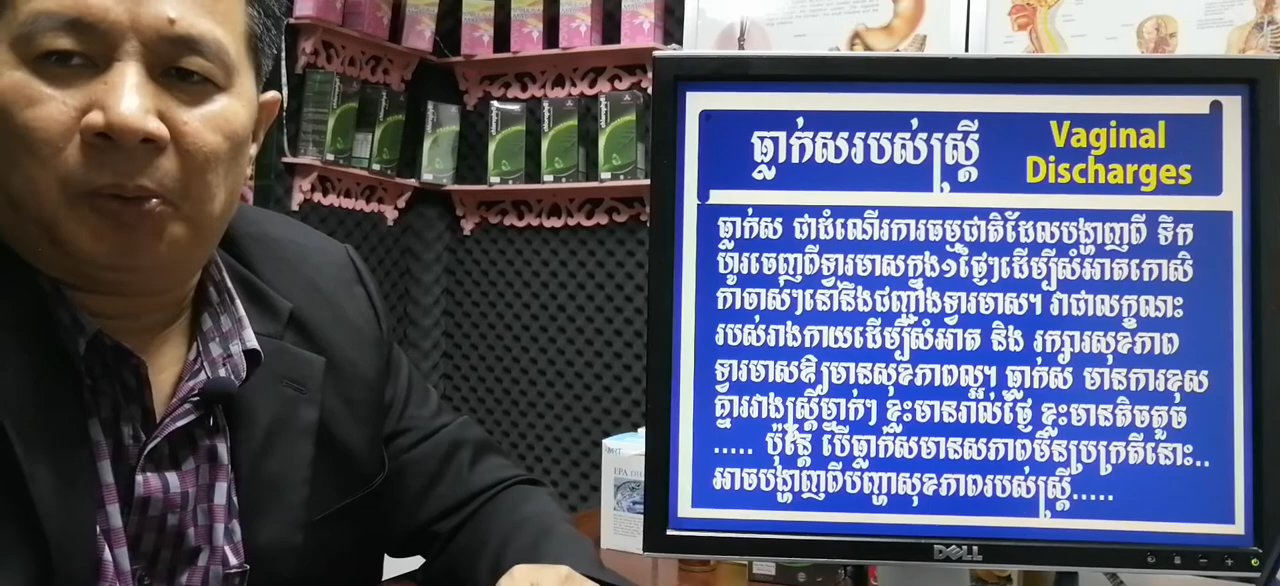 ធ្លាក់សរបស់ស្ត្រី
Vaginal
Discharges
ធ្លាក់ស ជាដំណើរការធម្មជាតិដែលបង្ហាញពី ទឹក
ហូរចេញពីទ្វារមាសក្នុង១ថ្ងៃៗដើម្បីសំអាតកោសិ
កាចាស់ៗនៅនឹងជញ្ជាំងទ្វារមាស។ វាជាលក្ខណះ
របស់រាងកាយដើម្បីសំអាត និង រក្សារសុខភាព
ទ្វារមាសឱ្យមានសុខភាពល្អ។ ធ្លាក់ស មានការខុស
គ្នារវាងស្ត្រីម្នាក់ៗ ខ្លះមានរាល់ថ្ងៃ ខ្លះមានតិចតួច
..... ប៉ុន្តែ បើធ្លាក់សមានសភាពមិនប្រក្រតីនោះ..
អាចបង្ហាញពីបញ្ហាសុខភាពរបស់ស្ត្រី.....
DELL
EPA